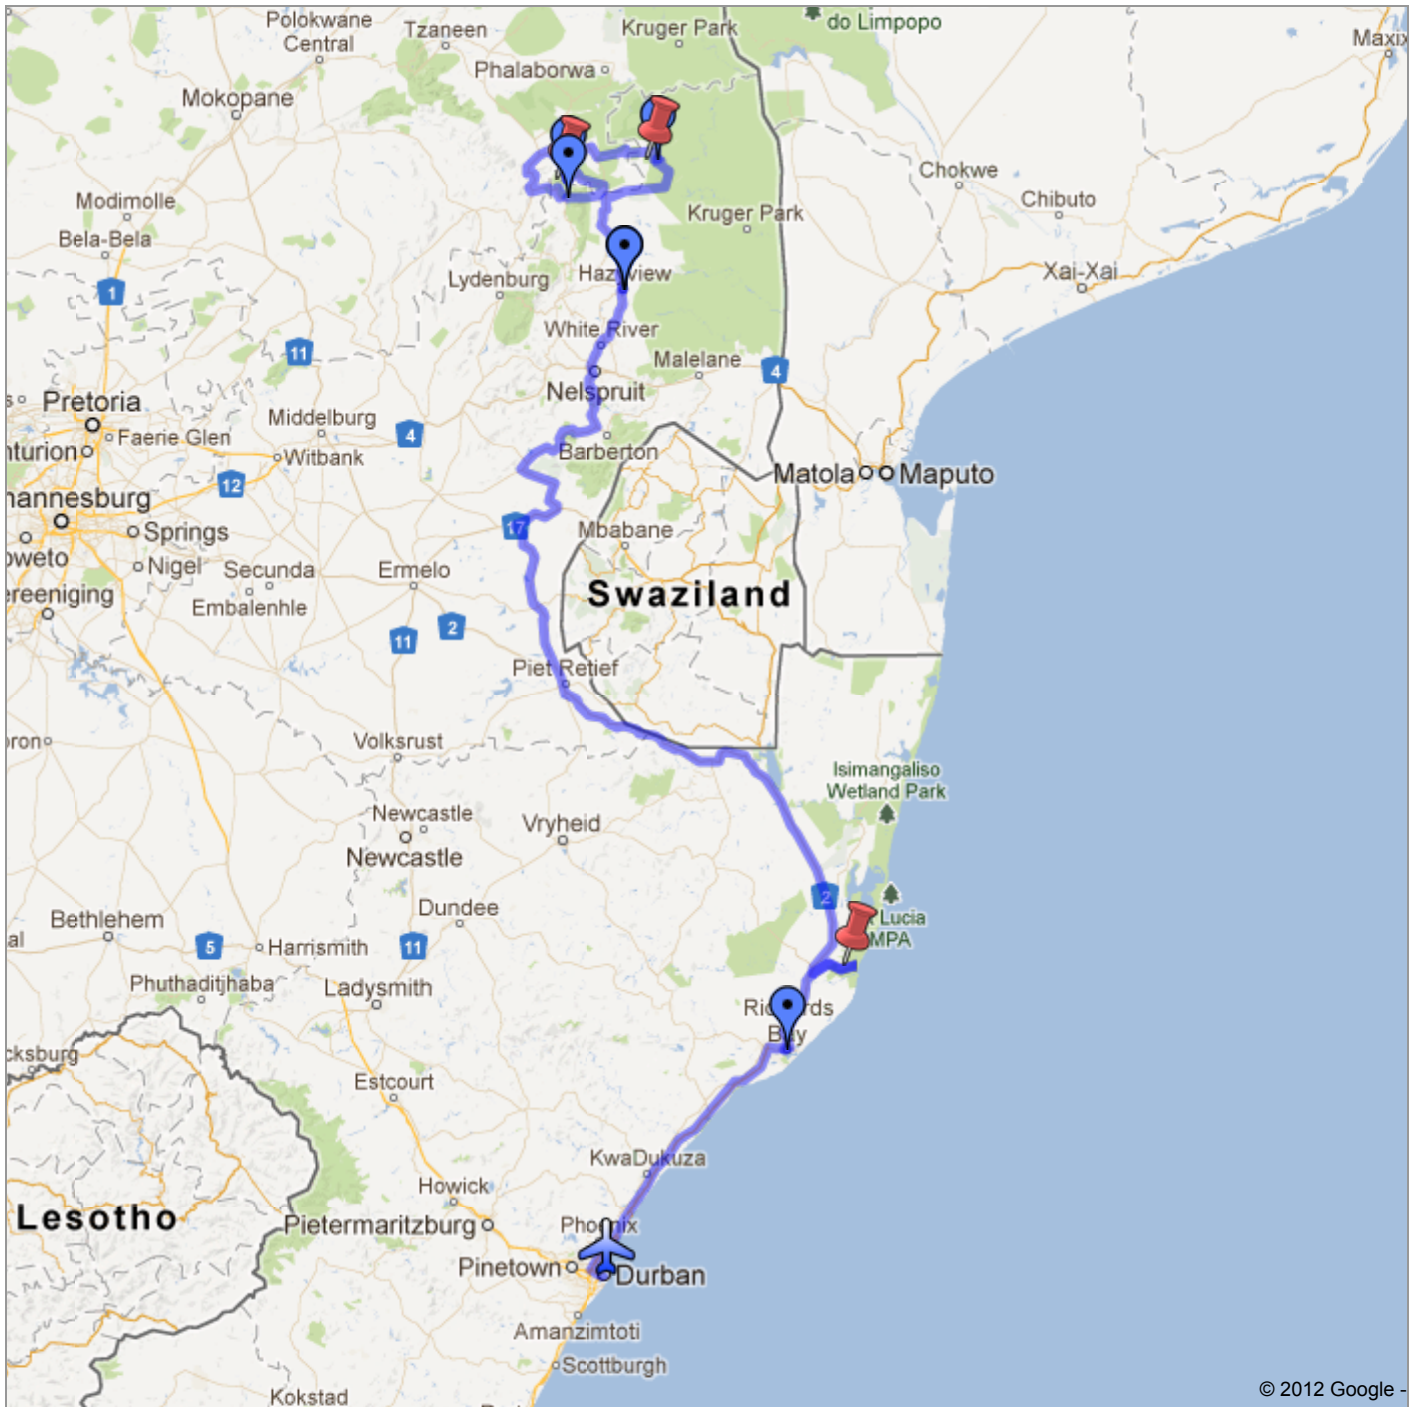 Polokwane
Central
Tzaneen
Kruger Park
do Limpopo
Phalaborwa
Mokopane
Chokwe
Chibuto
Modimolle
Kruger Park
Bela-Bela
Lydenburg
Xai-Xai
1
White River
11
Malelane
4
Nelspruit
Pretoria
Middelburg
Faerie Glen
4
Barberton
nturion
Witbank
Matola
Maputo
12
hannesburg
17
Springs
Mbabane
oweto
Nigel
Secunda
Ermelo
ereeniging
Embalenhle
Swaziland
2
11
Piet Retief
Volksrust
Isimangaliso
Wetland Park
Newcastle
Vryheid
Newcastle
2
Dundee
Bethlehem
Lucia
MPA
al
5
Harrismith
11
Phuthaditjhaba
Ladysmith
cksburg
Estcourt
KwaDukuza
Howick
Lesotho
Pietermaritzburg
Pinetown
Durban
Amanzimtoti
Scottburgh
Kokstad
© 2012 Google -